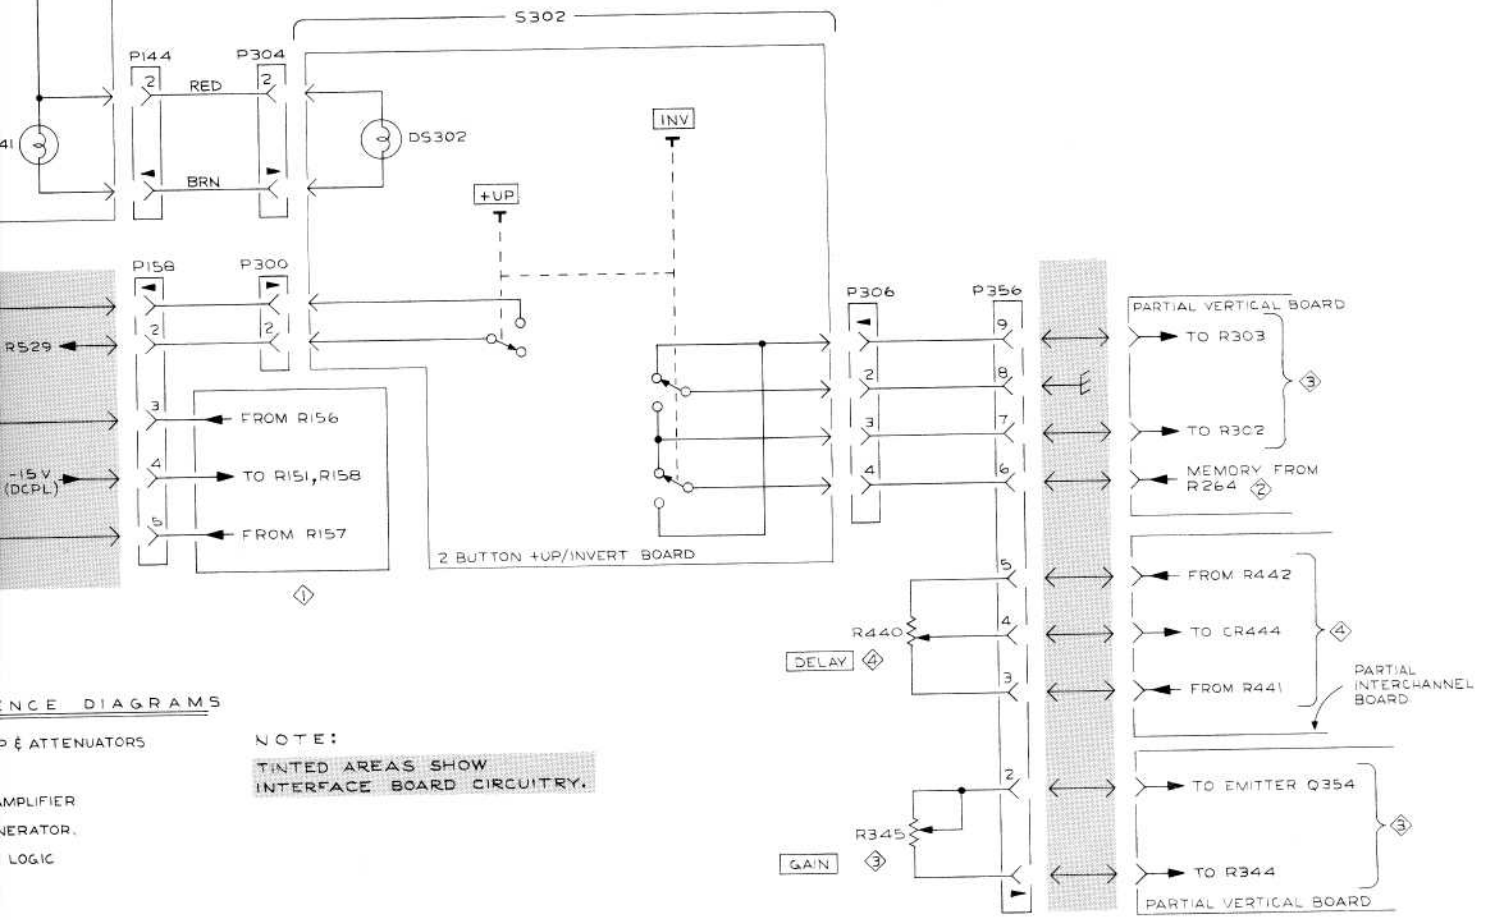 S302
P144
P304
2
RED
2
41
DS302
INV
BRN
+UP
P158
P300
R529
2
2
3
FROM R156
-15 V
(DCPL)
4
TO R151, R158
5
FROM R157
2 BUTTON +UP/INVERT BOARD
1
P306
P356
9
2
8
3
7
4
6
PARTIAL VERTICAL BOARD
TO R303
3
TO R302
MEMORY FROM
R264 2
5
FROM R442
R440
4
TO CR444
4
DELAY 4
3
FROM R441
PARTIAL
INTERCHANNEL
BOARD
ENCE DIAGRAMS
P & ATTENUATORS
AMPLIFIER
NERATOR.
LOGIC
NOTE:
TINTED AREAS SHOW
INTERFACE BOARD CIRCUITRY.
2
TO EMITTER Q354
R345
3
GAIN 3
TO R344
PARTIAL VERTICAL BOARD